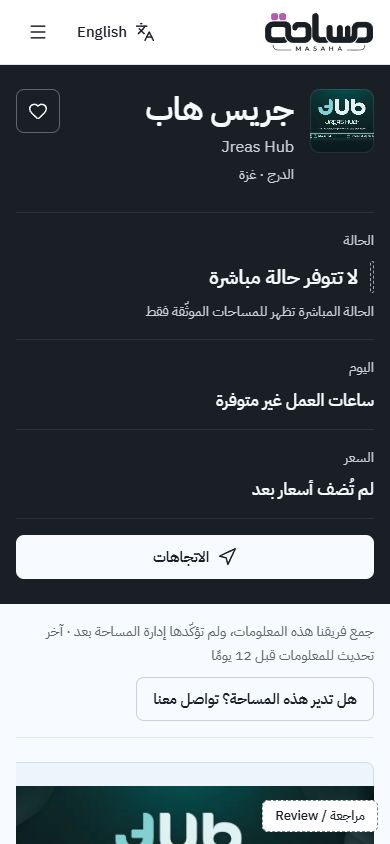 مساحة
MASAHA
English
جريس هاب
Jreas Hub
الدرج · غزة
الحالة
لا تتوفر حالة مباشرة
الحالة المباشرة تظهر للمساحات الموثّقة فقط
اليوم
ساعات العمل غير متوفرة
السعر
لم تُضف أسعار بعد
الاتجاهات
جمع فريقنا هذه المعلومات، ولم تؤكّدها إدارة المساحة بعد · آخر
تحديث للمعلومات قبل 12 يومًا
هل تدير هذه المساحة؟ تواصل معنا
مراجعة / Review